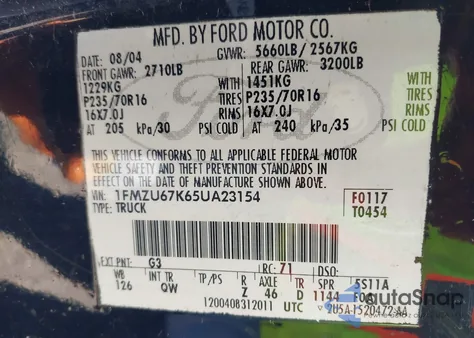 MFD. BY FORD MOTOR CO.
DATE 08/04 GVWR: 5660LB/ 2567KG
FRONT GAWR: 2710LB REAR GAWR: 3200LB
1229KG WITH 1451KG WITH
P235/70R16 TIRES P235/70R16 TIRES
16X7.0J RIMS 16X7.0J RIMS
AT 205 kPa/30 PSI COLD AT 240 kPa/35 PSI COLD
Ford
THIS VEHICLE CONFORMS TO ALL APPLICABLE FEDERAL MOTOR
VEHICLE SAFETY AND THEFT PREVENTION STANDARDS IN
EFFECT ON THE DATE OF MANUFACTURE SHOWN ABOVE.
VIN: 1FMZU67K65UA23154
TYPE: TRUCK
F0117
T0454
EXT PNT: G3 RC: 71 DSO:
WB INT TR TP/PS R AXLE TR 5S11A
126 QW Z 46 D 1144
1200408312011 UTC
autoSnap